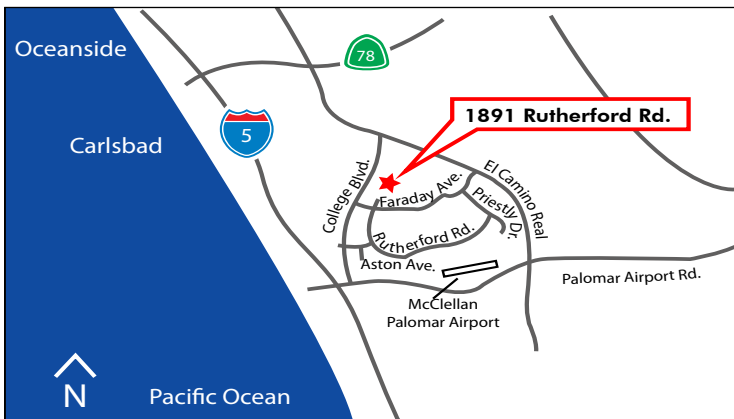 Oceanside
78
1891 Rutherford Rd.
5
Carlsbad
College Blvd.
Faraday Ave.
El Camino Real
Priestly Dr.
Rutherford Rd.
Aston Ave.
Palomar Airport Rd.
McClellan
Palomar Airport
N
Pacific Ocean